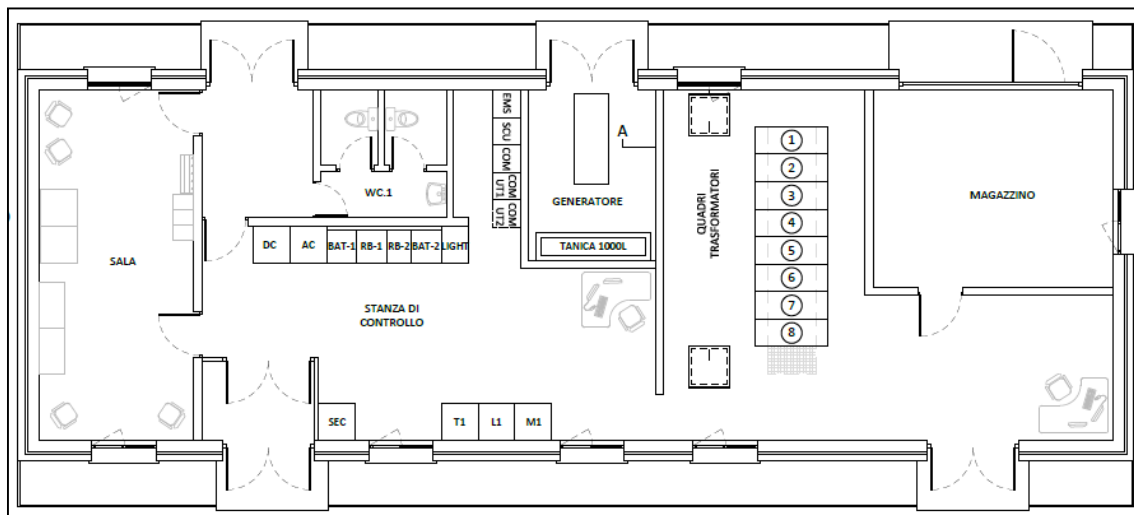 EMS
SCU
COM
COM
UT1
COM
UT2
A
GENERATORE
TANICA 1000L
WC.1
DC
AC
BAT-1
RB-1
RB-2
BAT-2
LIGHT
SALA
STANZA DI
CONTROLLO
QUADRI
TRASFORMATORI
1
2
3
4
5
6
7
8
MAGAZZINO
SEC
T1
L1
M1